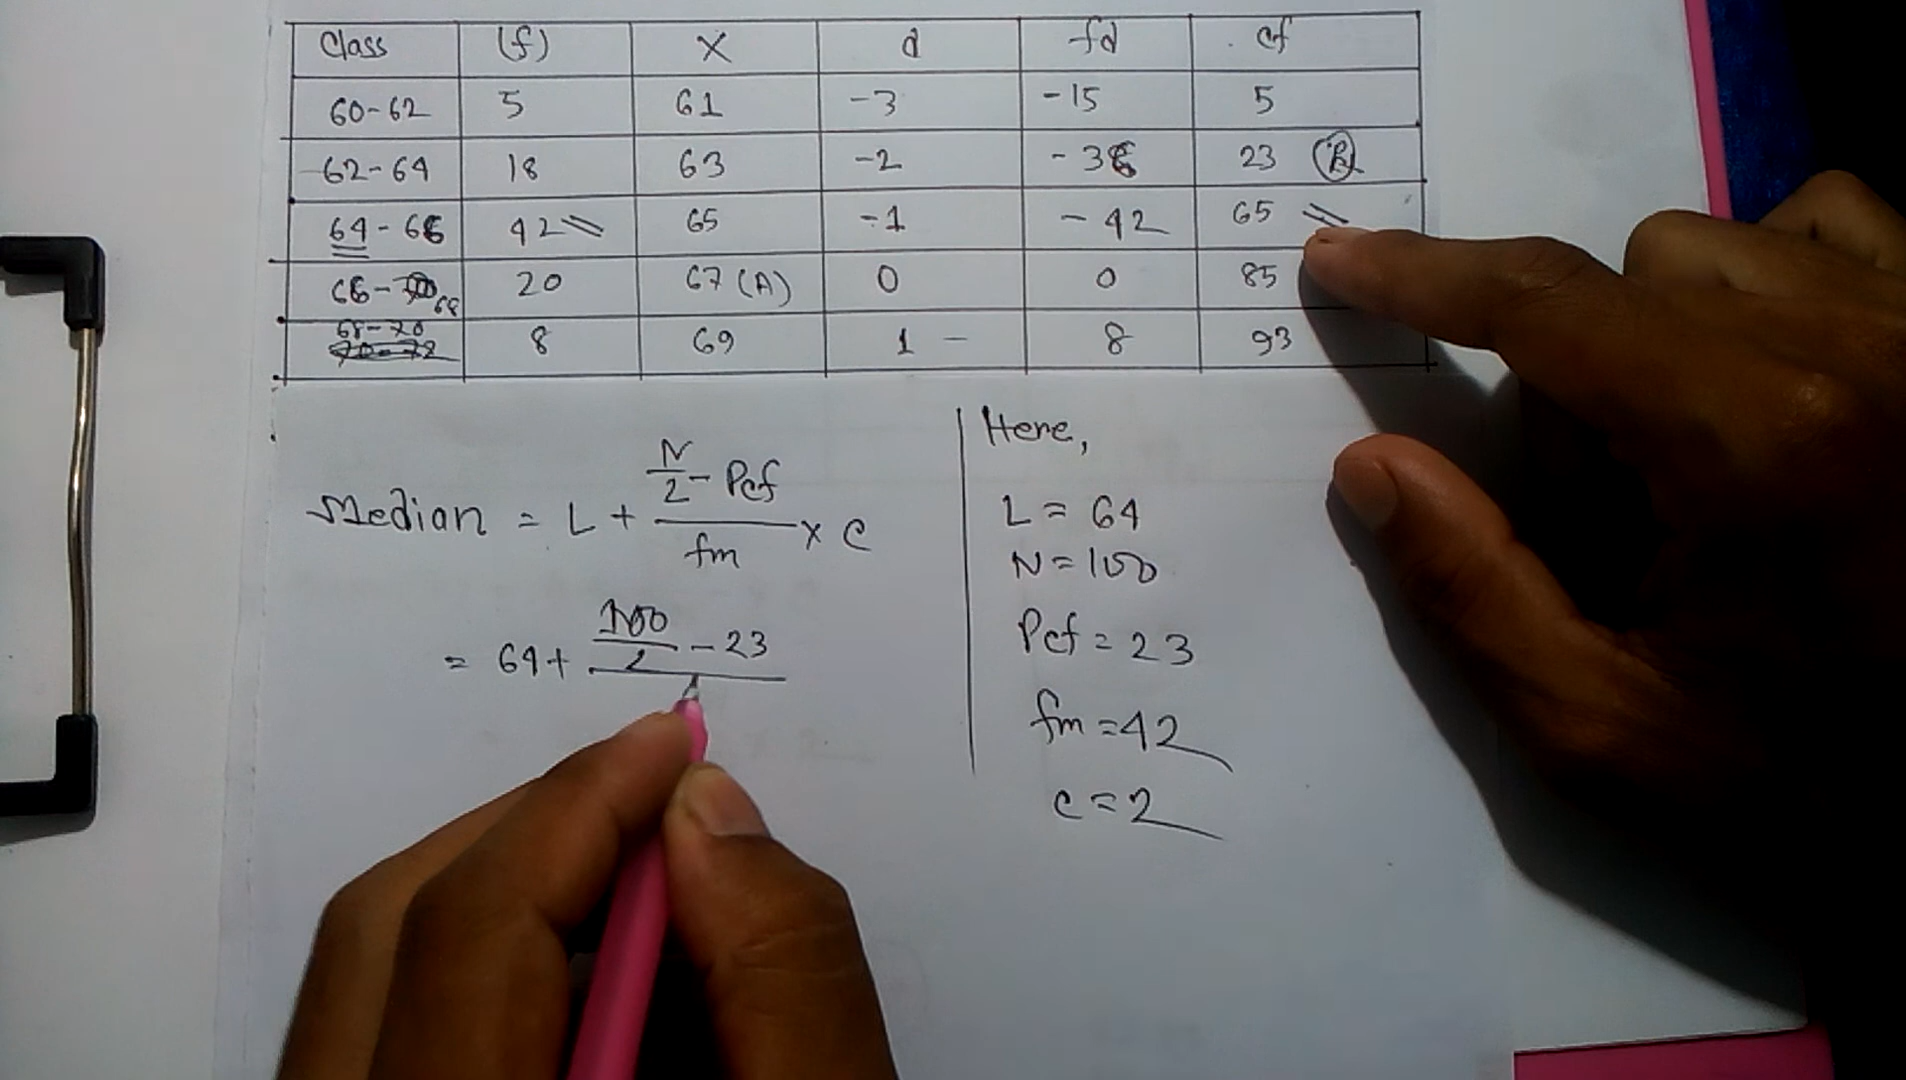 Class (f) X d fd cf
60-62 5 61 -3 -15 5
62-64 18 63 -2 -36 23
64-66 42 65 -1 -42 65
66-68 20 67 (A) 0 0 85
68-70 8 69 1 - 8 93
Median = L + N/2 - Pcf / fm × c
= 64 + 100/2 - 23
Here,
L = 64
N = 100
Pcf = 23
fm = 42
c = 2